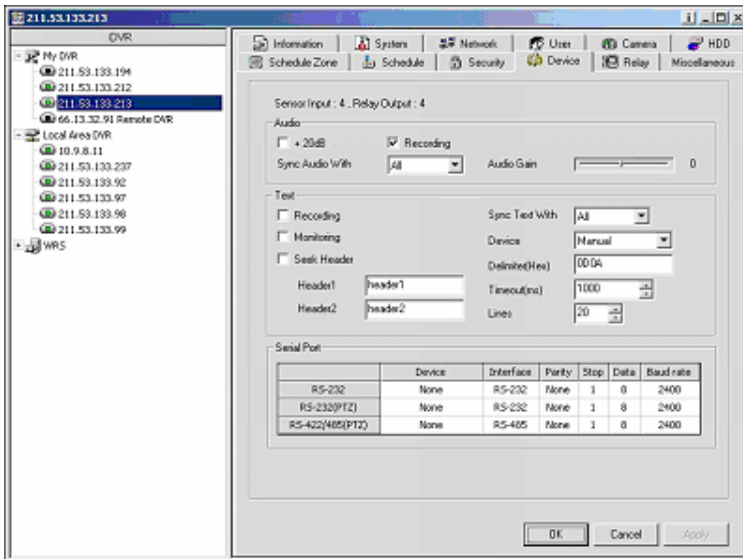 211.53.133.213
DVR
My DVR
211.53.133.194
211.53.133.212
211.53.133.213
66.13.32.91 Remote DVR
Local Area DVR
10.9.8.11
211.53.133.237
211.53.133.92
211.53.133.97
211.53.133.98
211.53.133.99
WRS
Information System Network User Camera HDD
Schedule Zone Schedule Security Device Relay Miscellaneous
Sensor Input : 4 , Relay Output : 4
Audio
+ 20dB Recording
Sync Audio With All Audio Gain 0
Text
Recording Sync Text With All
Monitoring Device Manual
Seek Header Delimiter(Hex) 0D0A
Header1 header1 Timeout(ms) 1000
Header2 header2 Lines 20
Serial Port
Device Interface Parity Stop Data Baud rate
RS-232 None RS-232 None 1 8 2400
RS-232(PTZ) None RS-232 None 1 8 2400
RS-422/485(PTZ) None RS-485 None 1 8 2400
OK Cancel Apply